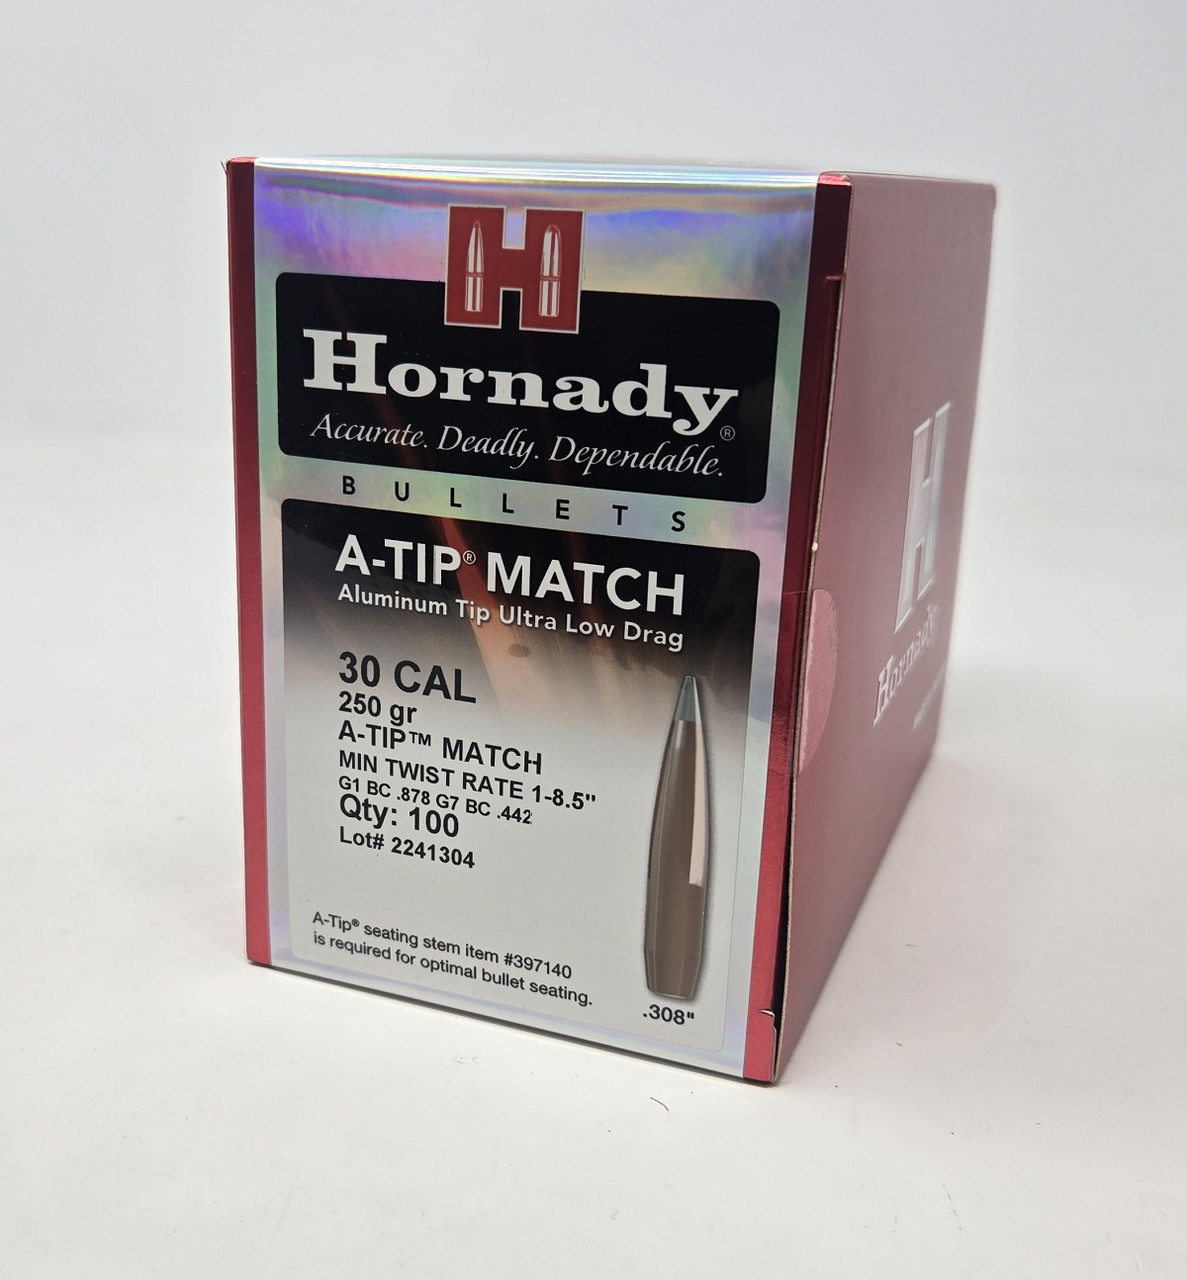 Hornady®
Accurate. Deadly. Dependable.
BULLETS
A-TIP® MATCH
Aluminum Tip Ultra Low Drag
30 CAL
250 gr
A-TIP™ MATCH
MIN TWIST RATE 1-8.5"
G1 BC .878 G7 BC .442
Qty: 100
Lot# 2241304
A-Tip® seating stem item #397140
is required for optimal bullet seating.
.308"
Hornady